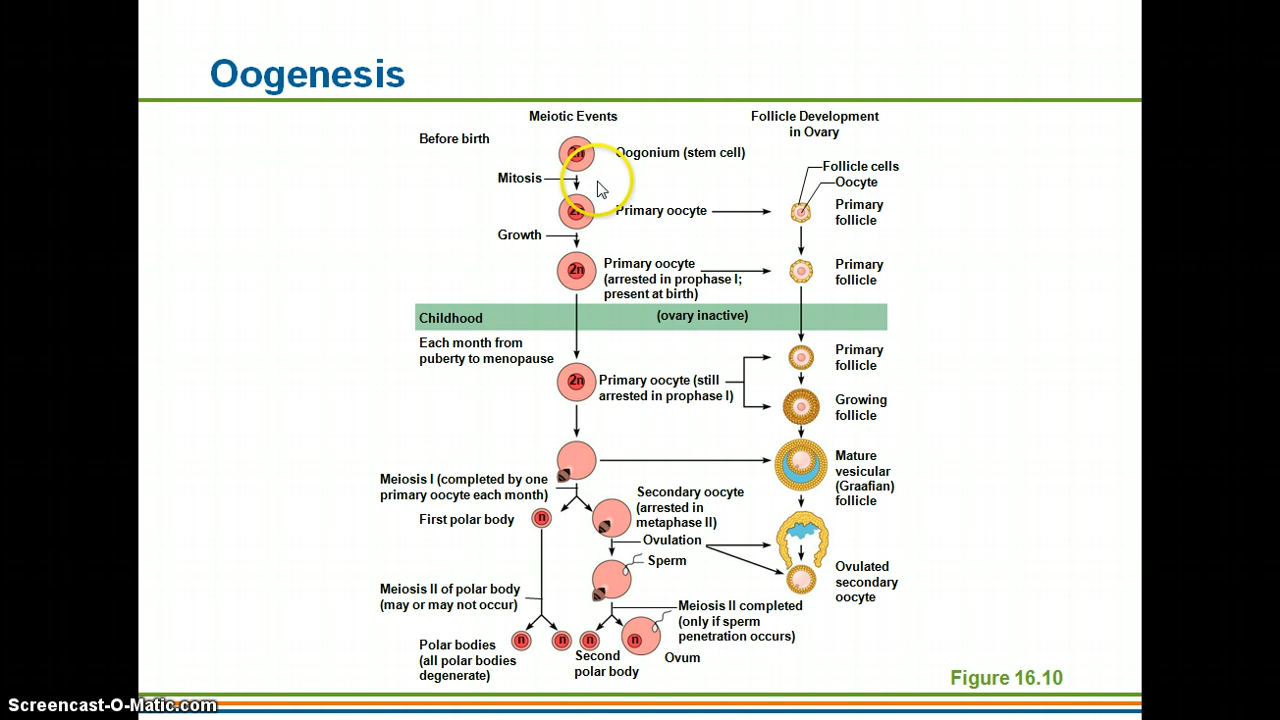 Oogenesis
Meiotic Events
Follicle Development
in Ovary
Before birth
2n
Oogonium (stem cell)
Follicle cells
Oocyte
Mitosis
2n
Primary oocyte
Primary
follicle
Growth
2n
Primary oocyte
(arrested in prophase I;
present at birth)
Primary
follicle
Childhood
(ovary inactive)
Each month from
puberty to menopause
Primary
follicle
2n
Primary oocyte (still
arrested in prophase I)
Growing
follicle
Mature
vesicular
(Graafian)
follicle
Meiosis I (completed by one
primary oocyte each month)
Secondary oocyte
(arrested in
metaphase II)
First polar body
n
Ovulation
Sperm
Ovulated
secondary
oocyte
Meiosis II of polar body
(may or may not occur)
Meiosis II completed
(only if sperm
penetration occurs)
n
n
n
n
Polar bodies
(all polar bodies
degenerate)
Second
polar body
Ovum
Figure 16.10
Screencast-O-Matic.com